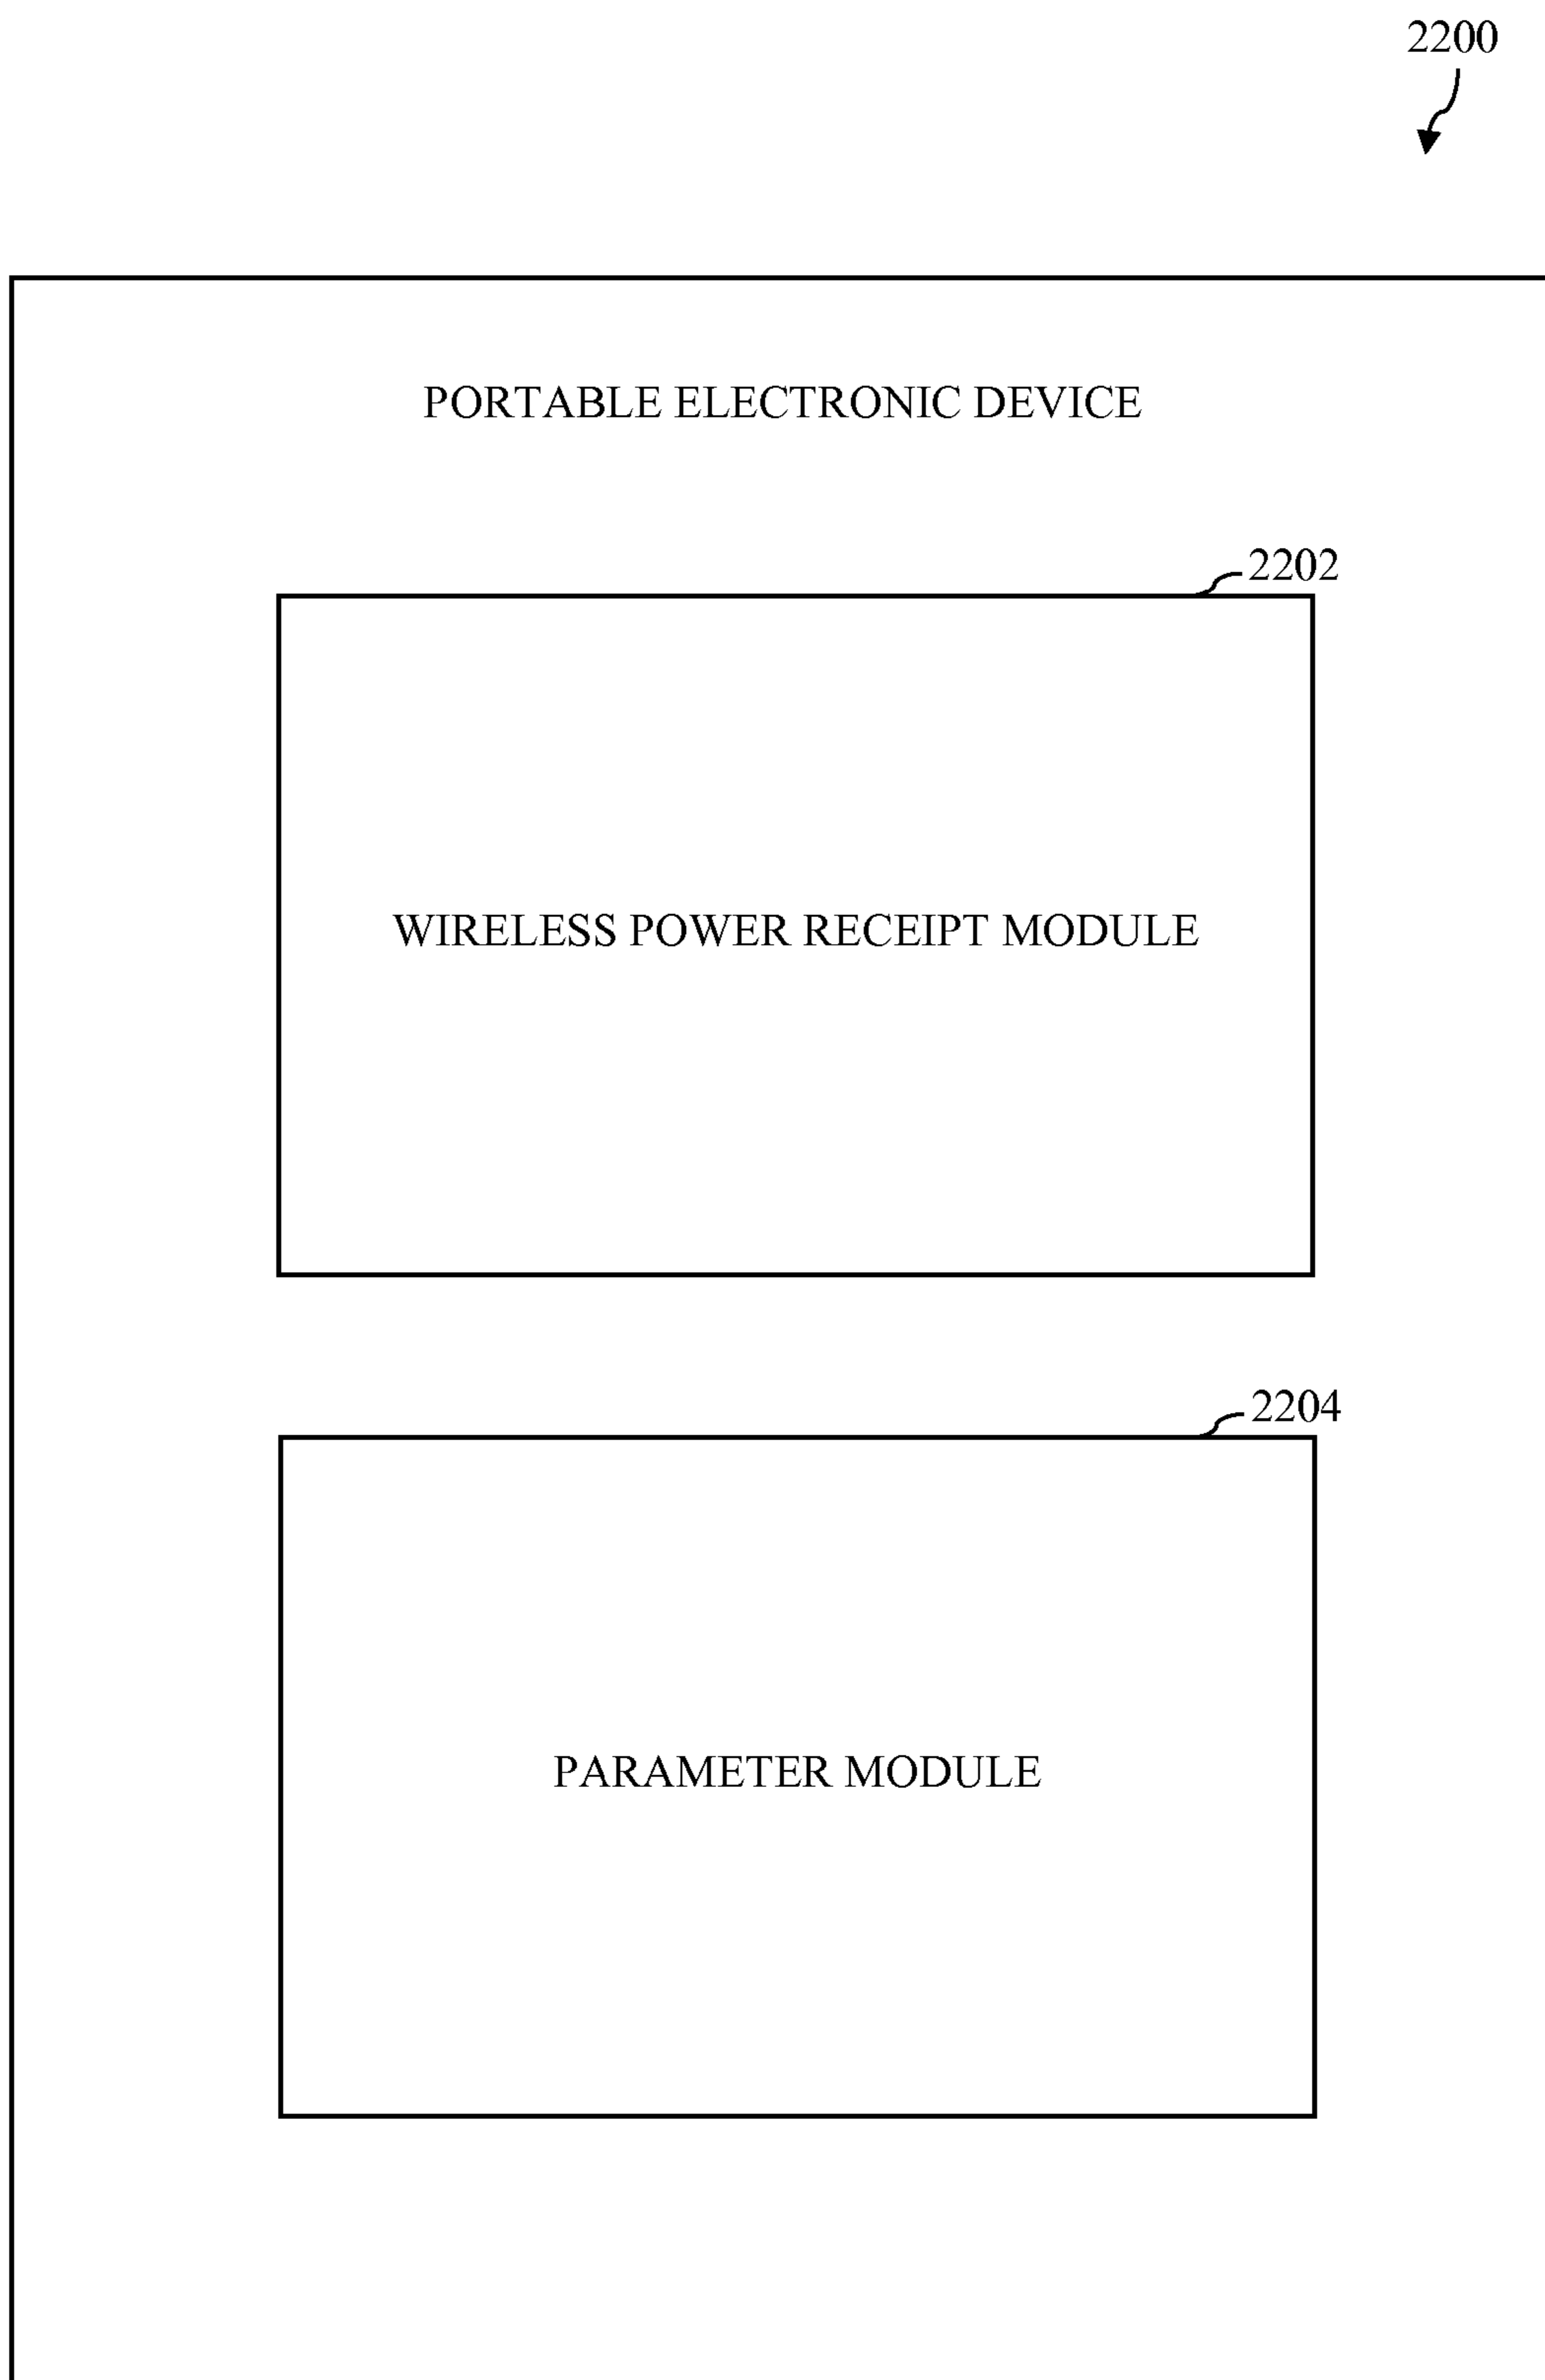 2200
PORTABLE ELECTRONIC DEVICE
2202
WIRELESS POWER RECEIPT MODULE
2204
PARAMETER MODULE